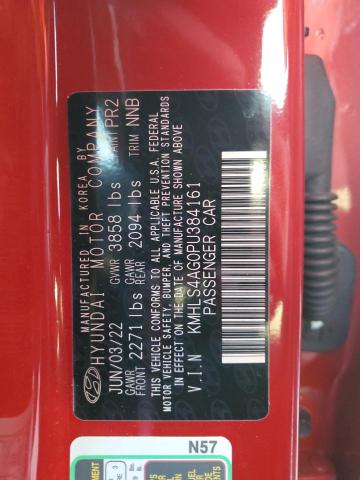 MANUFACTURED IN KOREA BY
HYUNDAI MOTOR COMPANY
JUN/03/22 GVWR 3858 lbs PR2
GAWR FRONT 2271 lbs GAWR REAR 2094 lbs TRIM NNB
THIS VEHICLE CONFORMS TO ALL APPLICABLE U.S.A. FEDERAL
MOTOR VEHICLE SAFETY, BUMPER, AND THEFT PREVENTION STANDARDS
IN EFFECT ON THE DATE OF MANUFACTURE SHOWN ABOVE
V.I.N KMHLS4AG0PU384161
PASSENGER CAR
N57